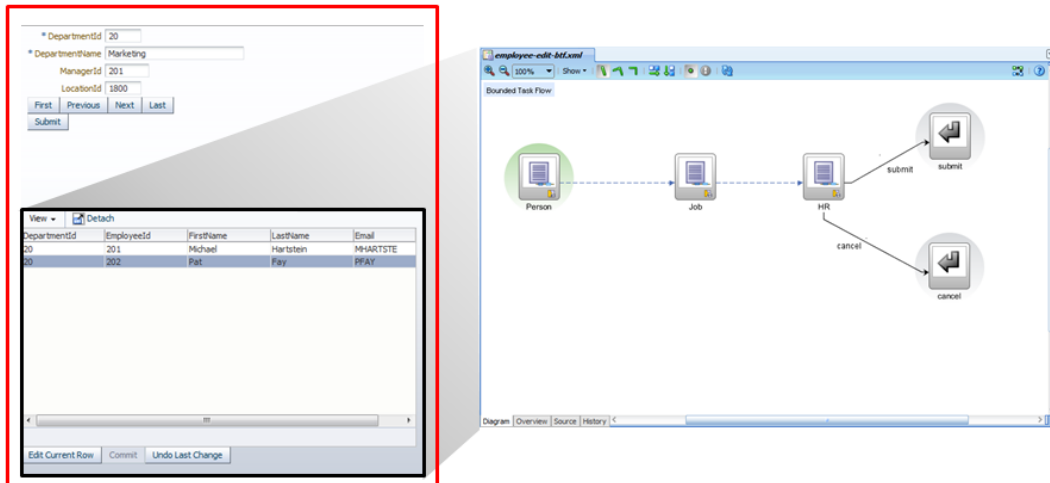 * DepartmentId 20
* DepartmentName Marketing
ManagerId 201
LocationId 1800
First Previous Next Last
Submit
View Detach
DepartmentId EmployeeId FirstName LastName Email
20 201 Michael Hartstein MHARTSTE
20 202 Pat Fay PFAY
Edit Current Row Commit Undo Last Change
employee-edit-btf.xml
100% Show
Bounded Task Flow
Person
Job
HR
submit
submit
cancel
cancel
Diagram Overview Source History